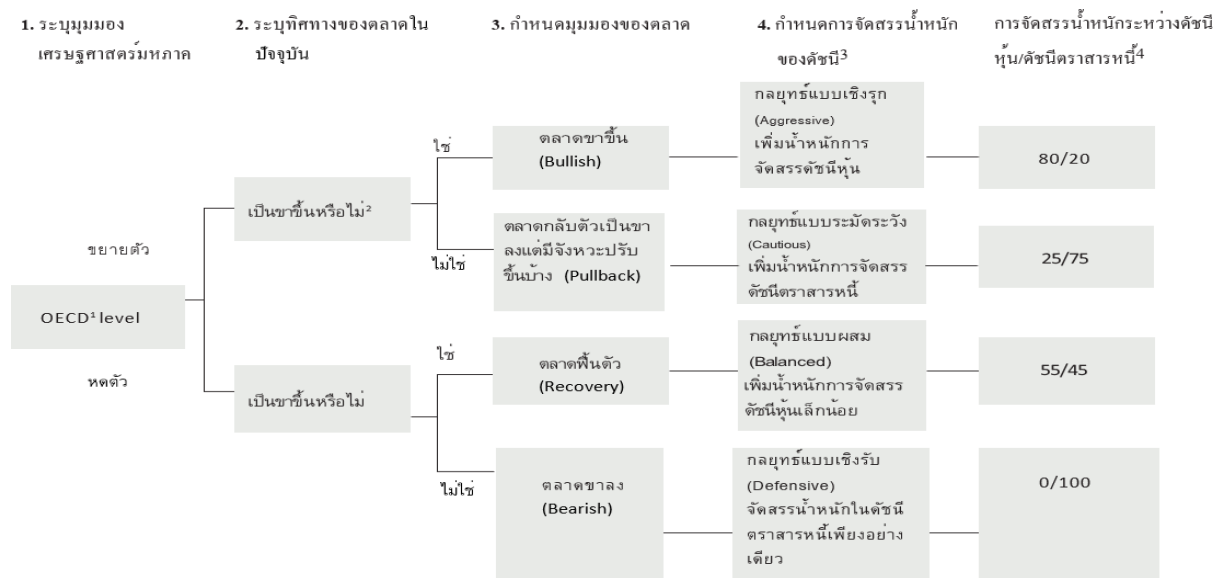 1. ระบุมุมมอง
เศรษฐศาสตร์มหภาค
2. ระบุทิศทางของตลาดใน
ปัจจุบัน
3. กำหนดมุมมองของตลาด
4. กำหนดการจัดสรรน้ำหนัก
ของดัชนี3
การจัดสรรน้ำหนักระหว่างดัชนี
หุ้น/ดัชนีตราสารหนี้4
ขยายตัว
OECD¹ level
หดตัว
เป็นขาขึ้นหรือไม่²
ใช่
ไม่ใช่
ตลาดขาขึ้น
(Bullish)
กลยุทธ์แบบเชิงรุก
(Aggressive)
เพิ่มน้ำหนักการ
จัดสรรดัชนีหุ้น
80/20
ตลาดกลับตัวเป็นขา
ลงแต่มีจังหวะปรับ
ขึ้นบ้าง (Pullback)
กลยุทธ์แบบระมัดระวัง
(Cautious)
เพิ่มน้ำหนักการจัดสรร
ดัชนีตราสารหนี้
25/75
เป็นขาขึ้นหรือไม่
ใช่
ไม่ใช่
ตลาดฟื้นตัว
(Recovery)
กลยุทธ์แบบผสม
(Balanced)
เพิ่มน้ำหนักการจัดสรร
ดัชนีหุ้นเล็กน้อย
55/45
ตลาดขาลง
(Bearish)
กลยุทธ์แบบเชิงรับ
(Defensive)
จัดสรรน้ำหนักในดัชนี
ตราสารหนี้เพียงอย่าง
เดียว
0/100